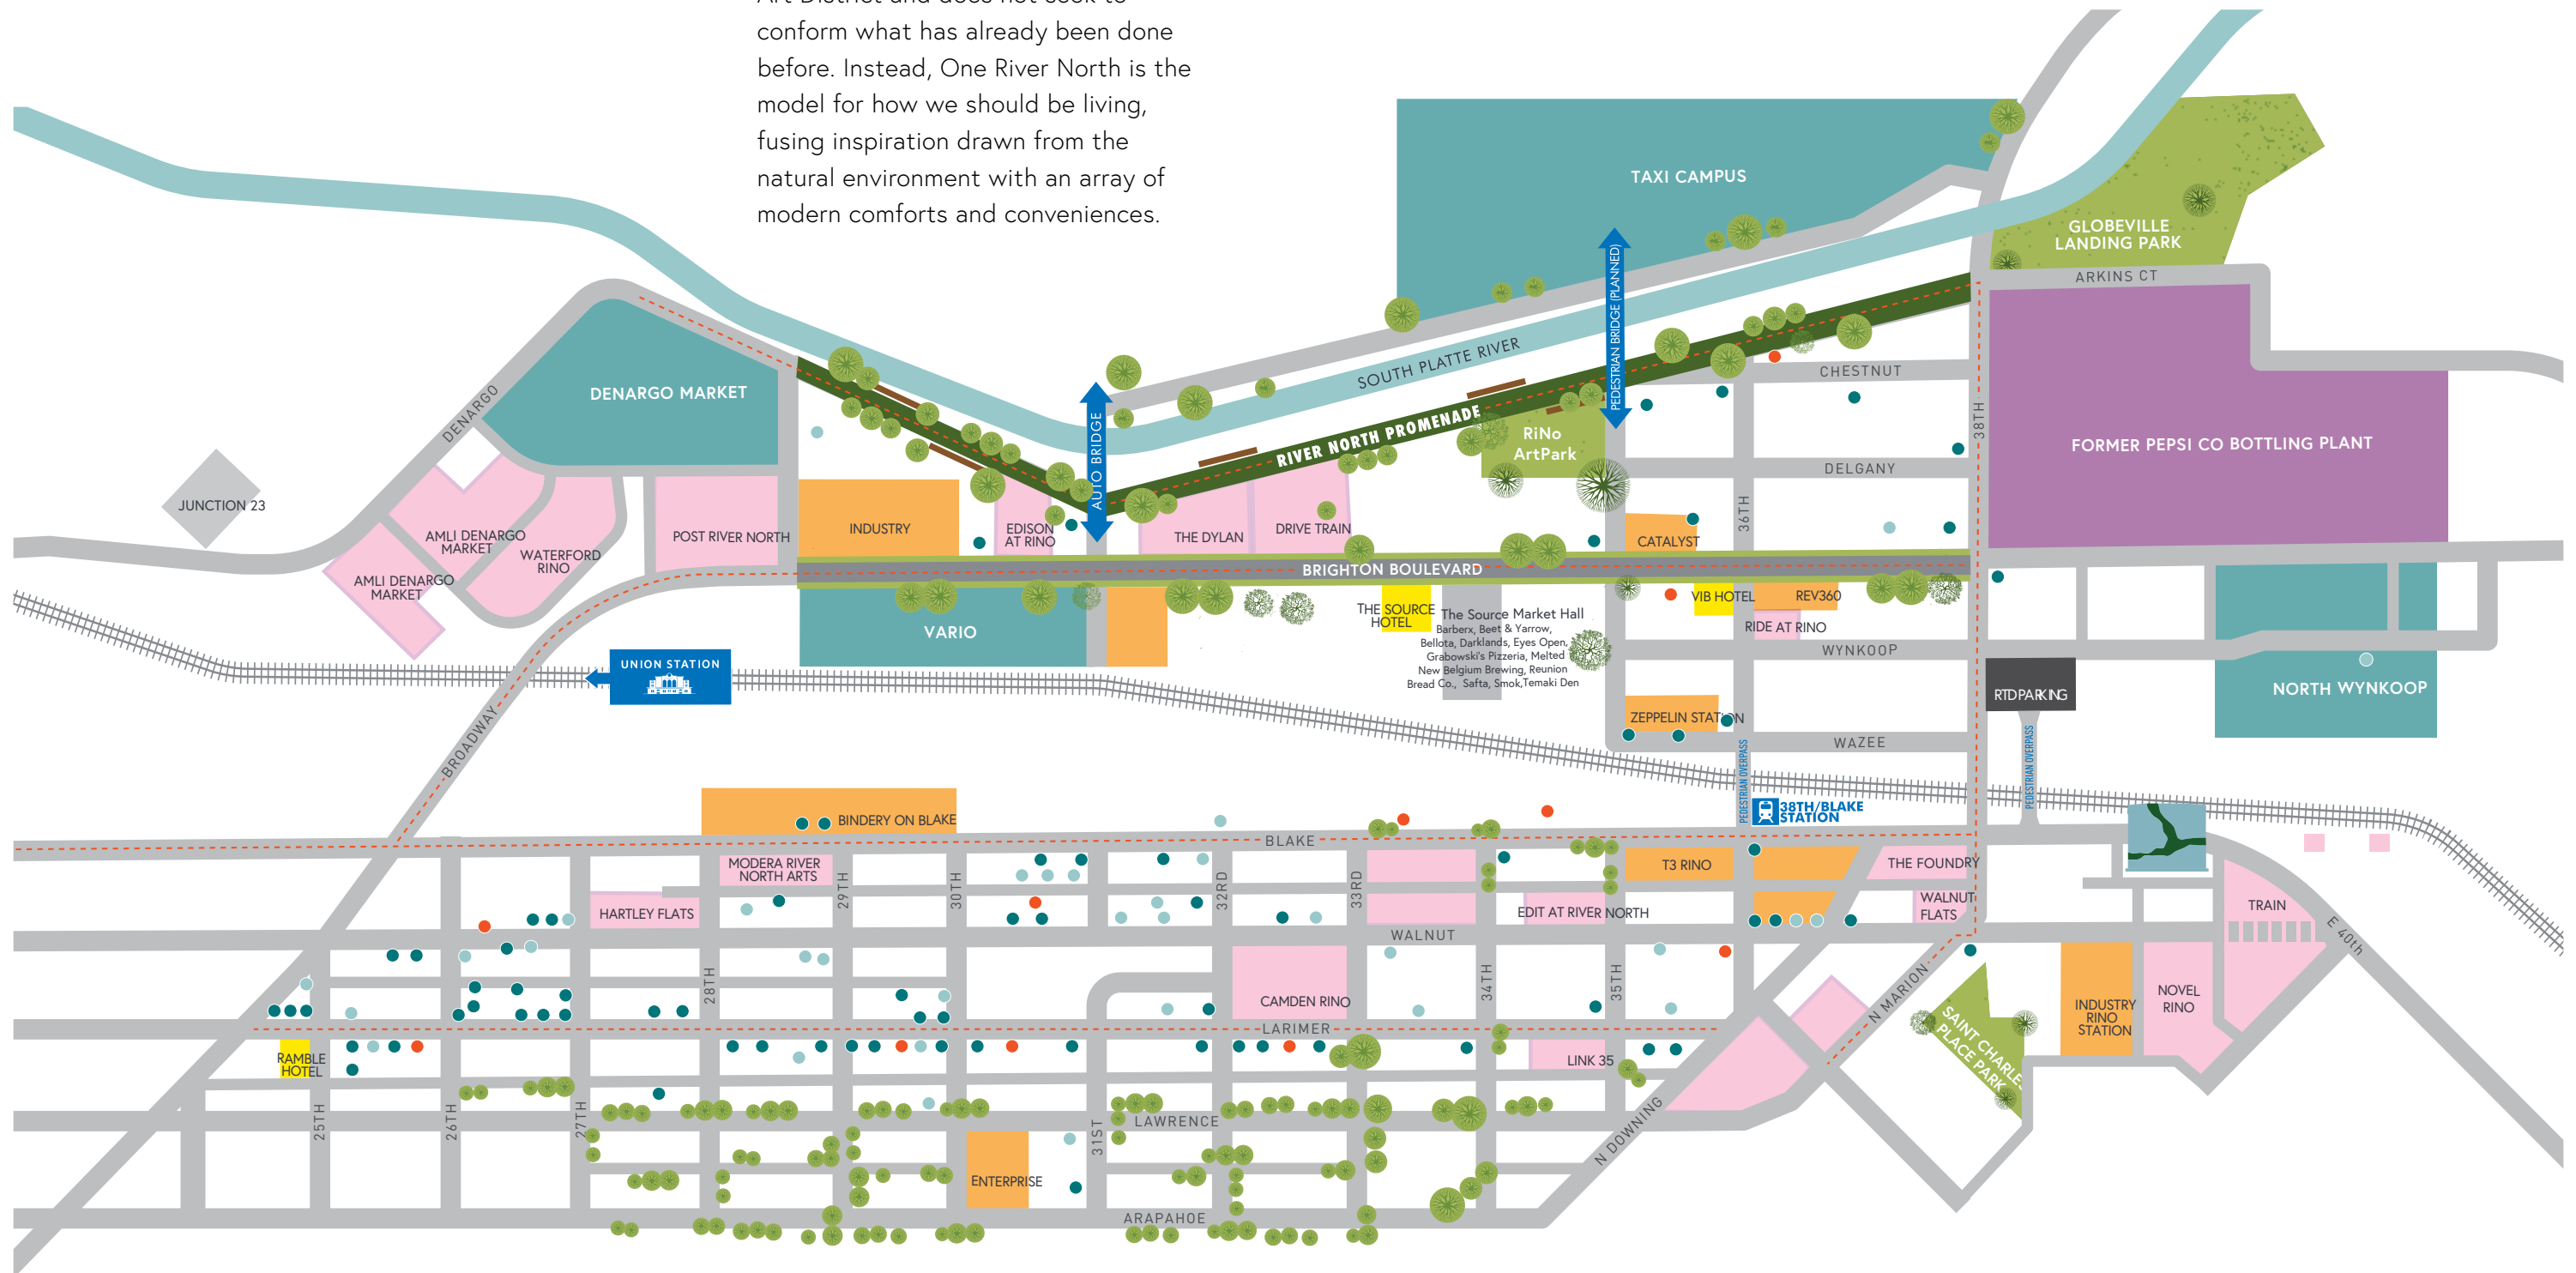 Art District and does not seek to
conform what has already been done
before. Instead, One River North is the
model for how we should be living,
fusing inspiration drawn from the
natural environment with an array of
modern comforts and conveniences.
TAXI CAMPUS
GLOBEVILLE
LANDING PARK
ARKINS CT
PEDESTRIAN BRIDGE (PLANNED)
SOUTH PLATTE RIVER
CHESTNUT
DENARGO MARKET
DENARGO
AUTO BRIDGE
RIVER NORTH PROMENADE
RiNo
ArtPark
38TH
FORMER PEPSI CO BOTTLING PLANT
DELGANY
JUNCTION 23
36TH
AMLI DENARGO
MARKET
WATERFORD
RINO
POST RIVER NORTH
INDUSTRY
EDISON
AT RINO
THE DYLAN
DRIVE TRAIN
CATALYST
AMLI DENARGO
MARKET
BRIGHTON BOULEVARD
VIB HOTEL
REV360
THE SOURCE
HOTEL
The Source Market Hall
Barberx, Beet & Yarrow,
Bellota, Darklands, Eyes Open,
Grabowski's Pizzeria, Melted
New Belgium Brewing, Reunion
Bread Co., Safta, Smok,Temaki Den
RIDE AT RINO
VARIO
WYNKOOP
UNION STATION
RTD PARKING
NORTH WYNKOOP
ZEPPELIN STATION
BROADWAY
WAZEE
PEDESTRIAN OVERPASS
PEDESTRIAN OVERPASS
38TH/BLAKE
STATION
BINDERY ON BLAKE
BLAKE
MODERA RIVER
NORTH ARTS
T3 RINO
THE FOUNDRY
29TH
30TH
32RD
33RD
HARTLEY FLATS
EDIT AT RIVER NORTH
WALNUT
FLATS
TRAIN
E 40th
WALNUT
28TH
34TH
35TH
CAMDEN RINO
N MARION
INDUSTRY
RINO
STATION
NOVEL
RINO
SAINT CHARLES
PLACE PARK
LARIMER
RAMBLE
HOTEL
LINK 35
25TH
26TH
27TH
31ST
LAWRENCE
N DOWNING
ENTERPRISE
ARAPAHOE